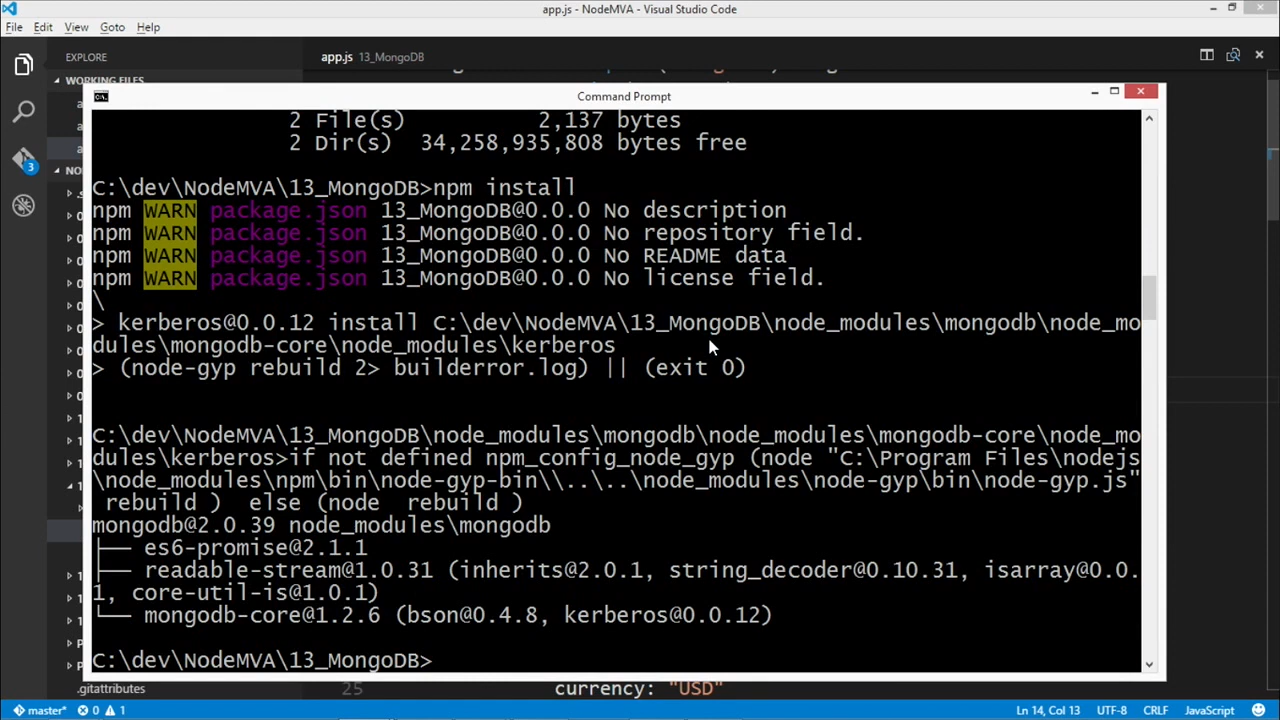 app.js - NodeMVA - Visual Studio Code
File Edit View Goto Help
EXPLORE
app.js 13_MongoDB
WORKING FILES
Command Prompt
2 File(s) 2,137 bytes
2 Dir(s) 34,258,935,808 bytes free
C:\dev\NodeMVA\13_MongoDB>npm install
npm WARN package.json 13_MongoDB@0.0.0 No description
npm WARN package.json 13_MongoDB@0.0.0 No repository field.
npm WARN package.json 13_MongoDB@0.0.0 No README data
npm WARN package.json 13_MongoDB@0.0.0 No license field.
\
> kerberos@0.0.12 install C:\dev\NodeMVA\13_MongoDB\node_modules\mongodb\node_mo
dules\mongodb-core\node_modules\kerberos
> (node-gyp rebuild 2> builderror.log) || (exit 0)
C:\dev\NodeMVA\13_MongoDB\node_modules\mongodb\node_modules\mongodb-core\node_mo
dules\kerberos>if not defined npm_config_node_gyp (node "C:\Program Files\nodejs
\node_modules\npm\bin\node-gyp-bin\\..\..\node_modules\node-gyp\bin\node-gyp.js"
rebuild ) else (node rebuild )
mongodb@2.0.39 node_modules\mongodb
├── es6-promise@2.1.1
├── readable-stream@1.0.31 (inherits@2.0.1, string_decoder@0.10.31, isarray@0.0.
1, core-util-is@1.0.1)
└── mongodb-core@1.2.6 (bson@0.4.8, kerberos@0.0.12)
C:\dev\NodeMVA\13_MongoDB>
3
.gitattributes
25 currency: "USD"
master* 0 1 Ln 14, Col 13 UTF-8 CRLF JavaScript